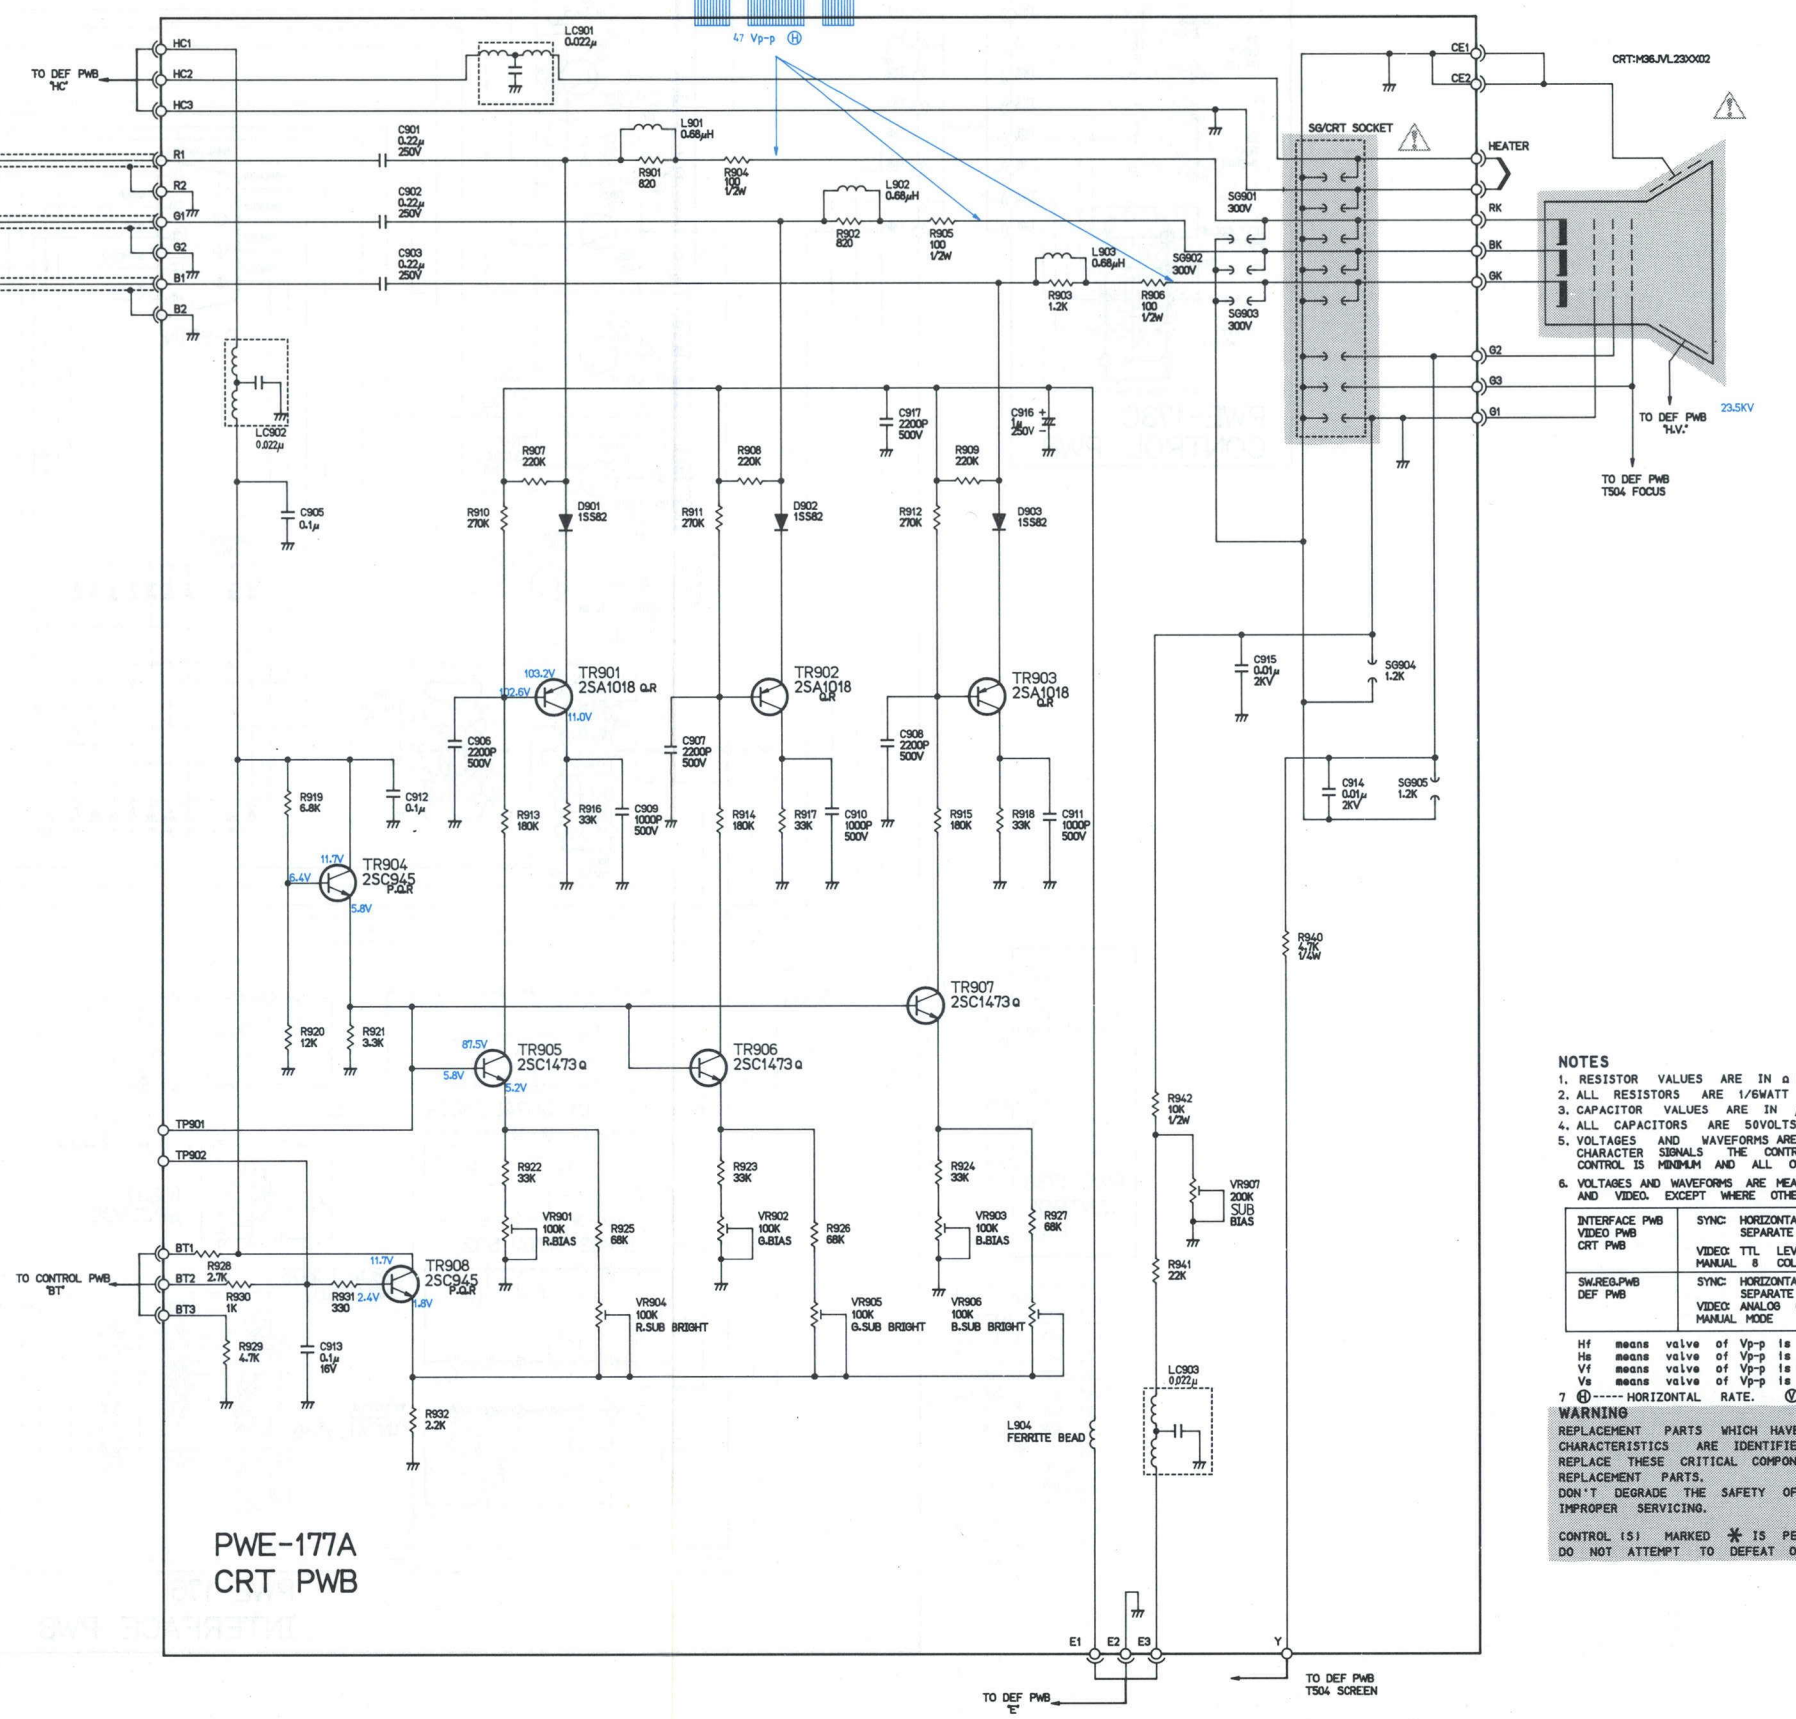 47 Vp-p Ⓗ
LC901
0.022μ
HC1
HC2
HC3
TO DEF PWB
"HC"
CE1
CE2
CRT:M36JVL23XX02
SG/CRT SOCKET
HEATER
R1
R2
G1
G2
B1
B2
C901
0.22μ
250V
C902
0.22μ
250V
C903
0.22μ
250V
L901
0.68μH
R901
820
R904
100
1/2W
L902
0.68μH
R902
820
R905
100
1/2W
L903
0.68μH
R903
1.2K
R906
100
1/2W
SG901
300V
SG902
300V
SG903
300V
RK
BK
GK
G2
G3
G1
TO DEF PWB
"H.V."
23.5KV
TO DEF PWB
T504 FOCUS
LC902
0.022μ
C905
0.1μ
C917
2200P
500V
C916 +
1μ
250V -
R907
220K
R908
220K
R909
220K
R910
270K
D901
1SS82
R911
270K
D902
1SS82
R912
270K
D903
1SS82
103.2V
102.6V
11.0V
TR901
2SA1018 Q.R
TR902
2SA1018
Q.R
TR903
2SA1018
Q.R
C915
0.01μ
2KV
SG904
1.2K
C906
2200P
500V
C907
2200P
500V
C908
2200P
500V
C914
0.01μ
2KV
SG905
1.2K
R919
6.8K
C912
0.1μ
R913
180K
R916
33K
C909
1000P
500V
R914
180K
R917
33K
C910
1000P
500V
R915
180K
R918
33K
C911
1000P
500V
11.7V
6.4V
5.8V
TR904
2SC945
P.Q.R
R940
4.7K
1/4W
TR907
2SC1473 Q
R920
12K
R921
3.3K
87.5V
5.8V
5.2V
TR905
2SC1473 Q
TR906
2SC1473 Q
TP901
TP902
R942
10K
1/2W
R922
33K
R923
33K
R924
33K
VR907
200K
SUB
BIAS
VR901
100K
R.BIAS
R925
68K
VR902
100K
G.BIAS
R926
68K
VR903
100K
B.BIAS
R927
68K
BT1
BT2
BT3
TO CONTROL PWB
"BT"
R928
2.7K
R930
1K
R931
330
11.7V
2.4V
1.8V
TR908
2SC945
P.Q.R
R941
22K
VR904
100K
R.SUB BRIGHT
VR905
100K
G.SUB BRIGHT
VR906
100K
B.SUB BRIGHT
R929
4.7K
C913
0.1μ
16V
R932
2.2K
LC903
0.022μ
L904
FERRITE BEAD
PWE-177A
CRT PWB
E1
E2
E3
Y
TO DEF PWB
"E"
TO DEF PWB
T504 SCREEN
NOTES
1. RESISTOR VALUES ARE IN Ω
2. ALL RESISTORS ARE 1/6WATT
3. CAPACITOR VALUES ARE IN
4. ALL CAPACITORS ARE 50VOLTS
5. VOLTAGES AND WAVEFORMS ARE
CHARACTER SIGNALS THE CONTR
CONTROL IS MINIMUM AND ALL O
6. VOLTAGES AND WAVEFORMS ARE MEA
AND VIDEO. EXCEPT WHERE OTHE
INTERFACE PWB
VIDEO PWB
CRT PWB
SYNC: HORIZONTA
SEPARATE
VIDEO: TTL LEV
MANUAL 8 COL
SW.REG.PWB
DEF PWB
SYNC: HORIZONTA
SEPARATE
VIDEO: ANALOG
MANUAL MODE
Hf means valve of Vp-p is
Hs means valve of Vp-p is
Vf means valve of Vp-p is
Vs means valve of Vp-p is
7 Ⓗ----- HORIZONTAL RATE. Ⓥ
WARNING
REPLACEMENT PARTS WHICH HAVE
CHARACTERISTICS ARE IDENTIFIE
REPLACE THESE CRITICAL COMPON
REPLACEMENT PARTS.
DON'T DEGRADE THE SAFETY OF
IMPROPER SERVICING.
CONTROL (S) MARKED * IS PE
DO NOT ATTEMPT TO DEFEAT O